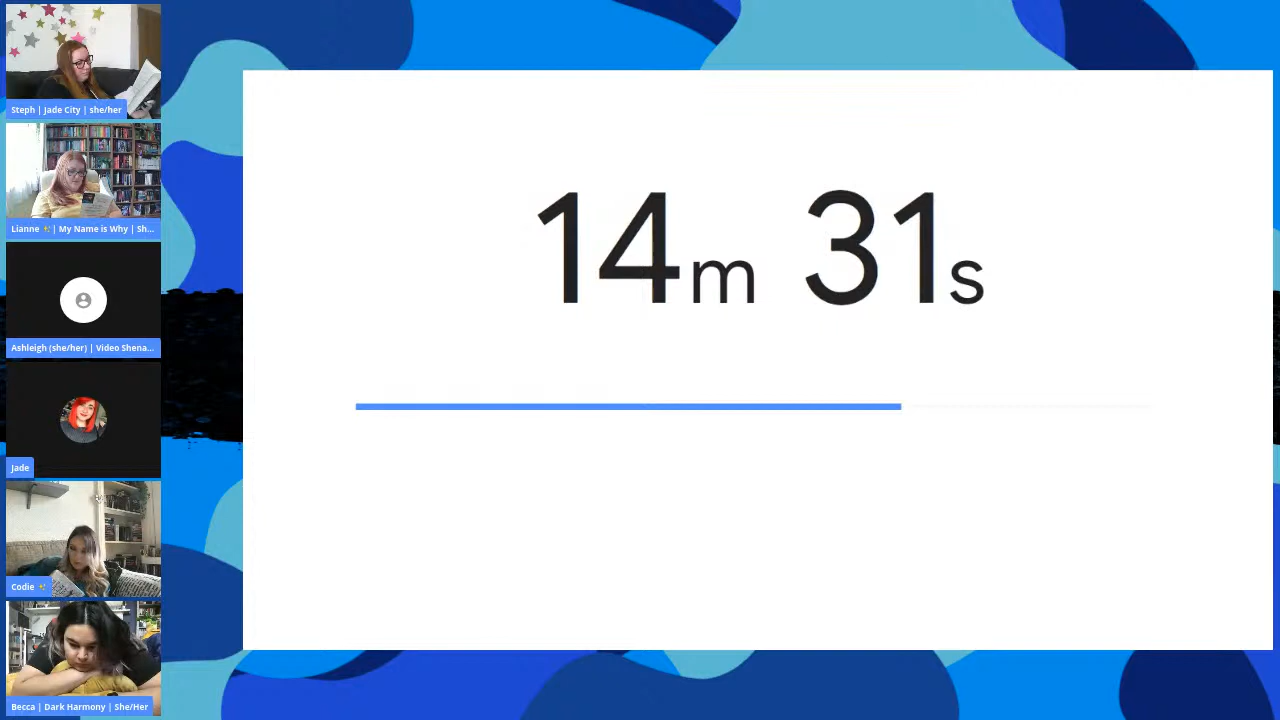 Steph | Jade City | she/her
Lianne ✨ | My Name is Why | Sh...
Ashleigh (she/her) | Video Shena...
Jade
Codie ✨
Becca | Dark Harmony | She/Her
14m 31s